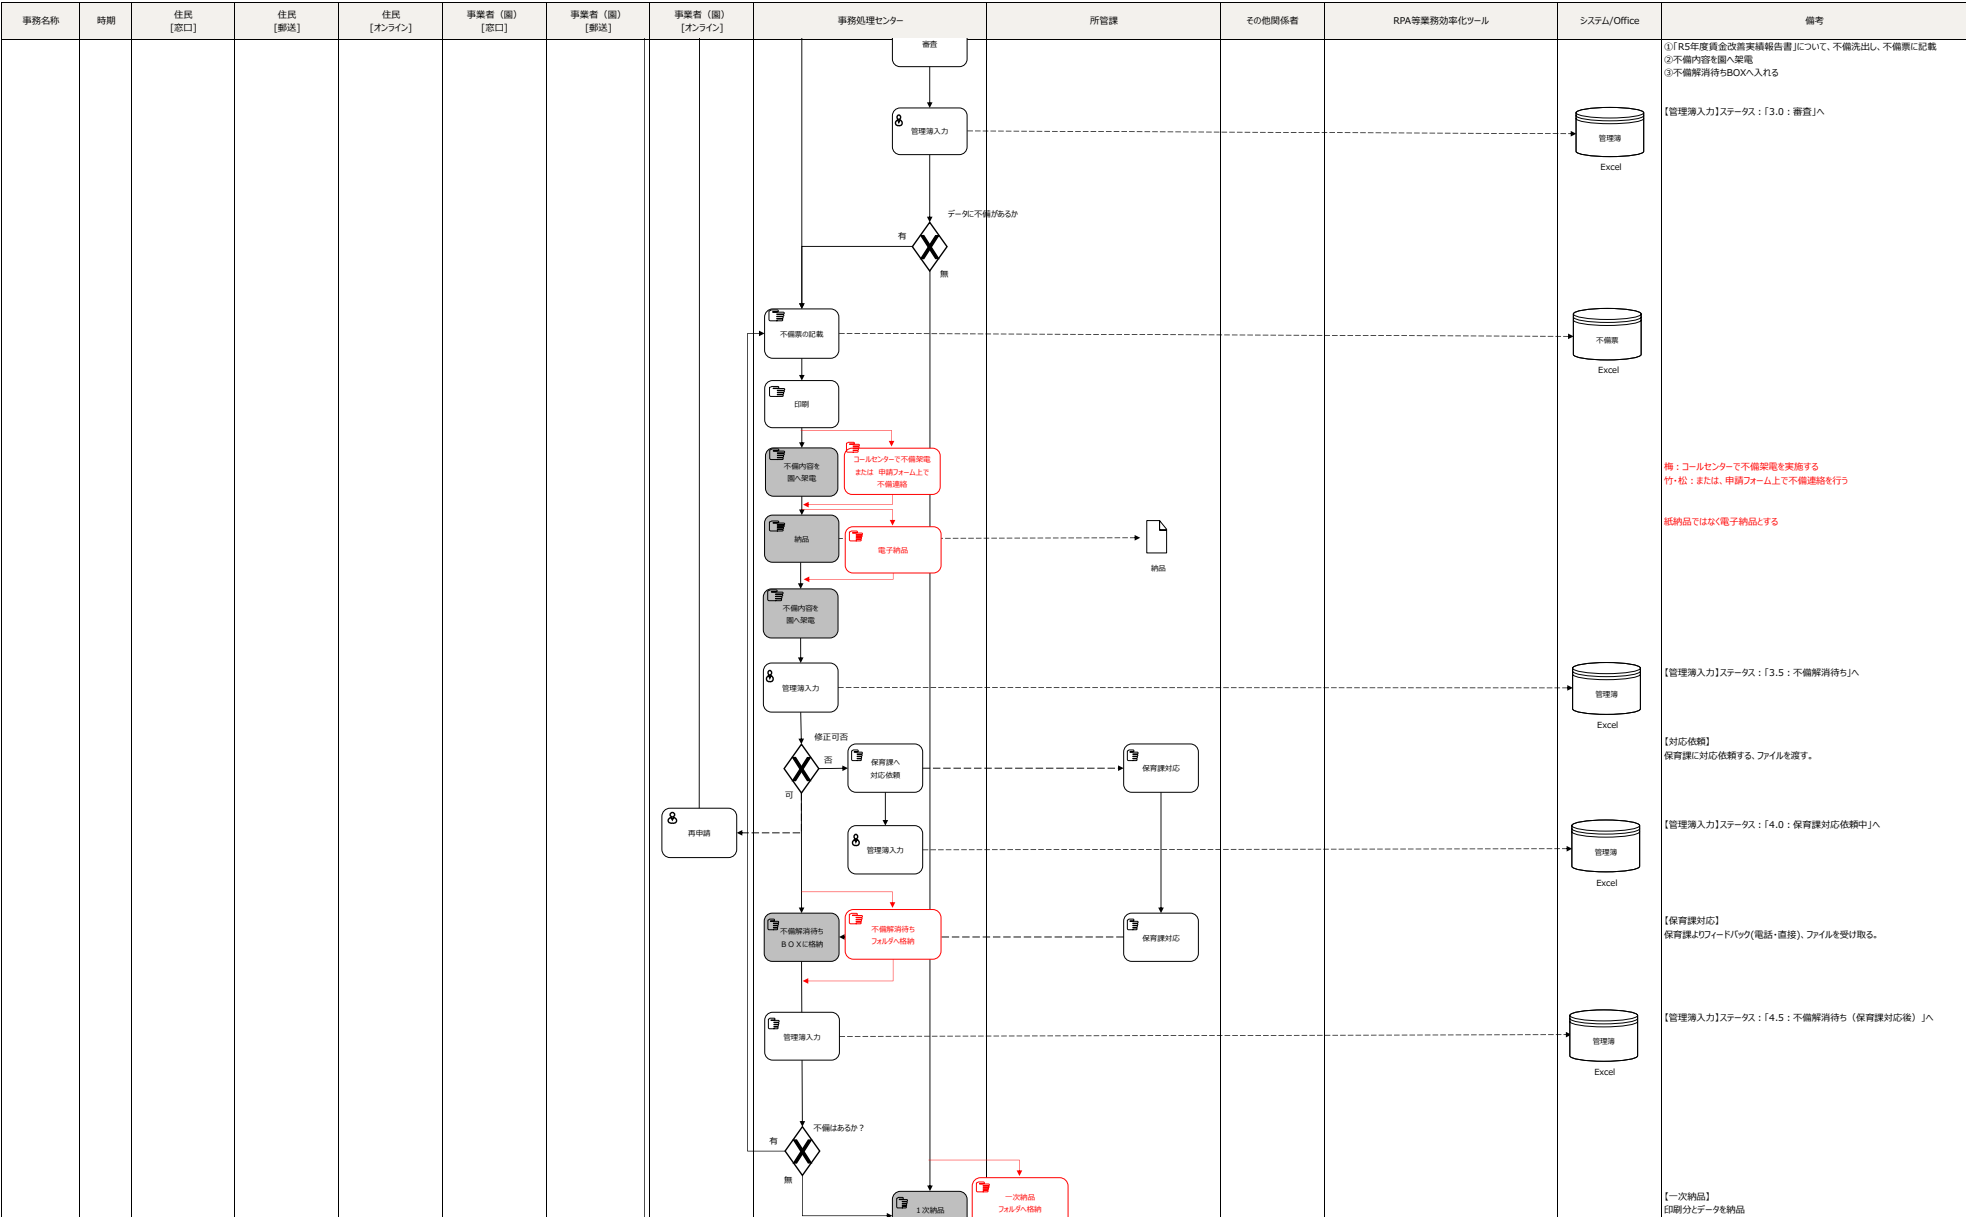 事務名称
時期
住民
[窓口]
住民
[郵送]
住民
[オンライン]
事業者（園）
[窓口]
事業者（園）
[郵送]
事業者（園）
[オンライン]
事務処理センター
所管課
その他関係者
RPA等業務効率化ツール
システム/Office
備考
審査
①「R5年度賃金改善実績報告書」について、不備洗出し、不備票に記載
②不備内容を園へ架電
③不備解消待ちBOXへ入れる
管理簿入力
管理簿
Excel
【管理簿入力】ステータス：「3.0：審査」へ
データに不備があるか
有
無
不備票の記載
不備票
Excel
印刷
不備内容を
園へ架電
コールセンターで不備架電
または 申請フォーム上で
不備連絡
梅：コールセンターで不備架電を実施する
竹・松：または、申請フォーム上で不備連絡を行う
納品
電子納品
納品
紙納品ではなく電子納品とする
不備内容を
園へ架電
管理簿入力
管理簿
Excel
【管理簿入力】ステータス：「3.5：不備解消待ち」へ
修正可否
否
可
保育課へ
対応依頼
保育課対応
【対応依頼】
保育課に対応依頼する、ファイルを渡す。
再申請
管理簿入力
管理簿
Excel
【管理簿入力】ステータス：「4.0：保育課対応依頼中」へ
不備解消待ち
ＢＯＸに格納
不備解消待ち
フォルダへ格納
保育課対応
【保育課対応】
保育課よりフィードバック(電話・直接)、ファイルを受け取る。
管理簿入力
管理簿
Excel
【管理簿入力】ステータス：「4.5：不備解消待ち（保育課対応後）」へ
不備はあるか？
有
無
１次納品
一次納品
フォルダへ格納
【一次納品】
印刷分とデータを納品